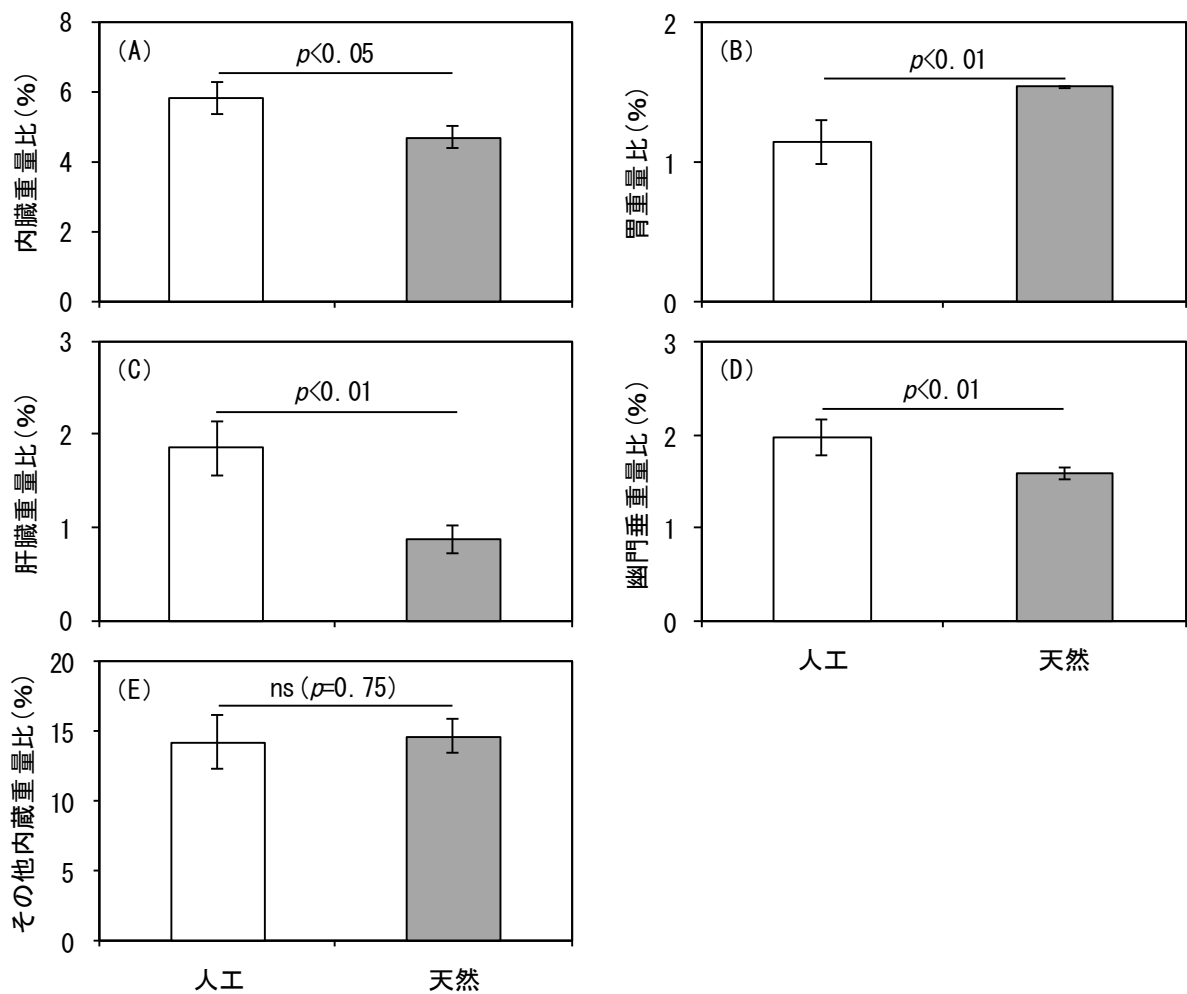 内臓重量比(%)
8
6
4
2
0
(A)
p<0.05
胃重量比(%)
2
1
0
(B)
p<0.01
肝臓重量比(%)
3
2
1
0
(C)
p<0.01
幽門垂重量比(%)
3
2
1
0
(D)
p<0.01
人工
天然
その他内蔵重量比(%)
20
15
10
5
0
(E)
ns(p=0.75)
人工
天然